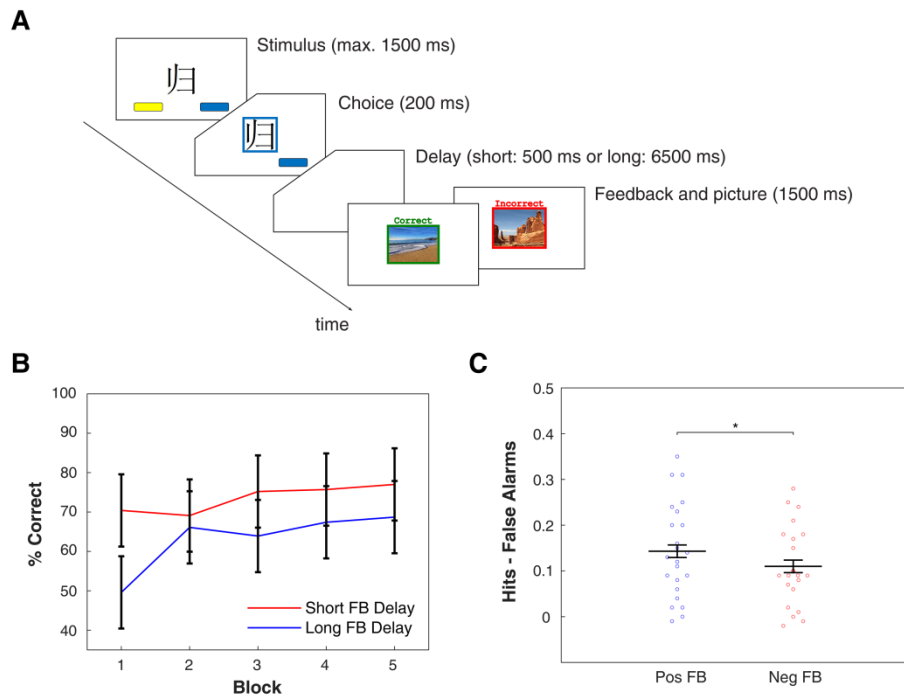 A
Stimulus (max. 1500 ms)
归
Choice (200 ms)
归
Delay (short: 500 ms or long: 6500 ms)
Feedback and picture (1500 ms)
Incorrect
Correct
time
B
100
90
80
70
60
50
40
% Correct
Short FB Delay
Long FB Delay
1 2 3 4 5
Block
C
0.5
0.4
0.3
0.2
0.1
0
Hits - False Alarms
*
Pos FB Neg FB